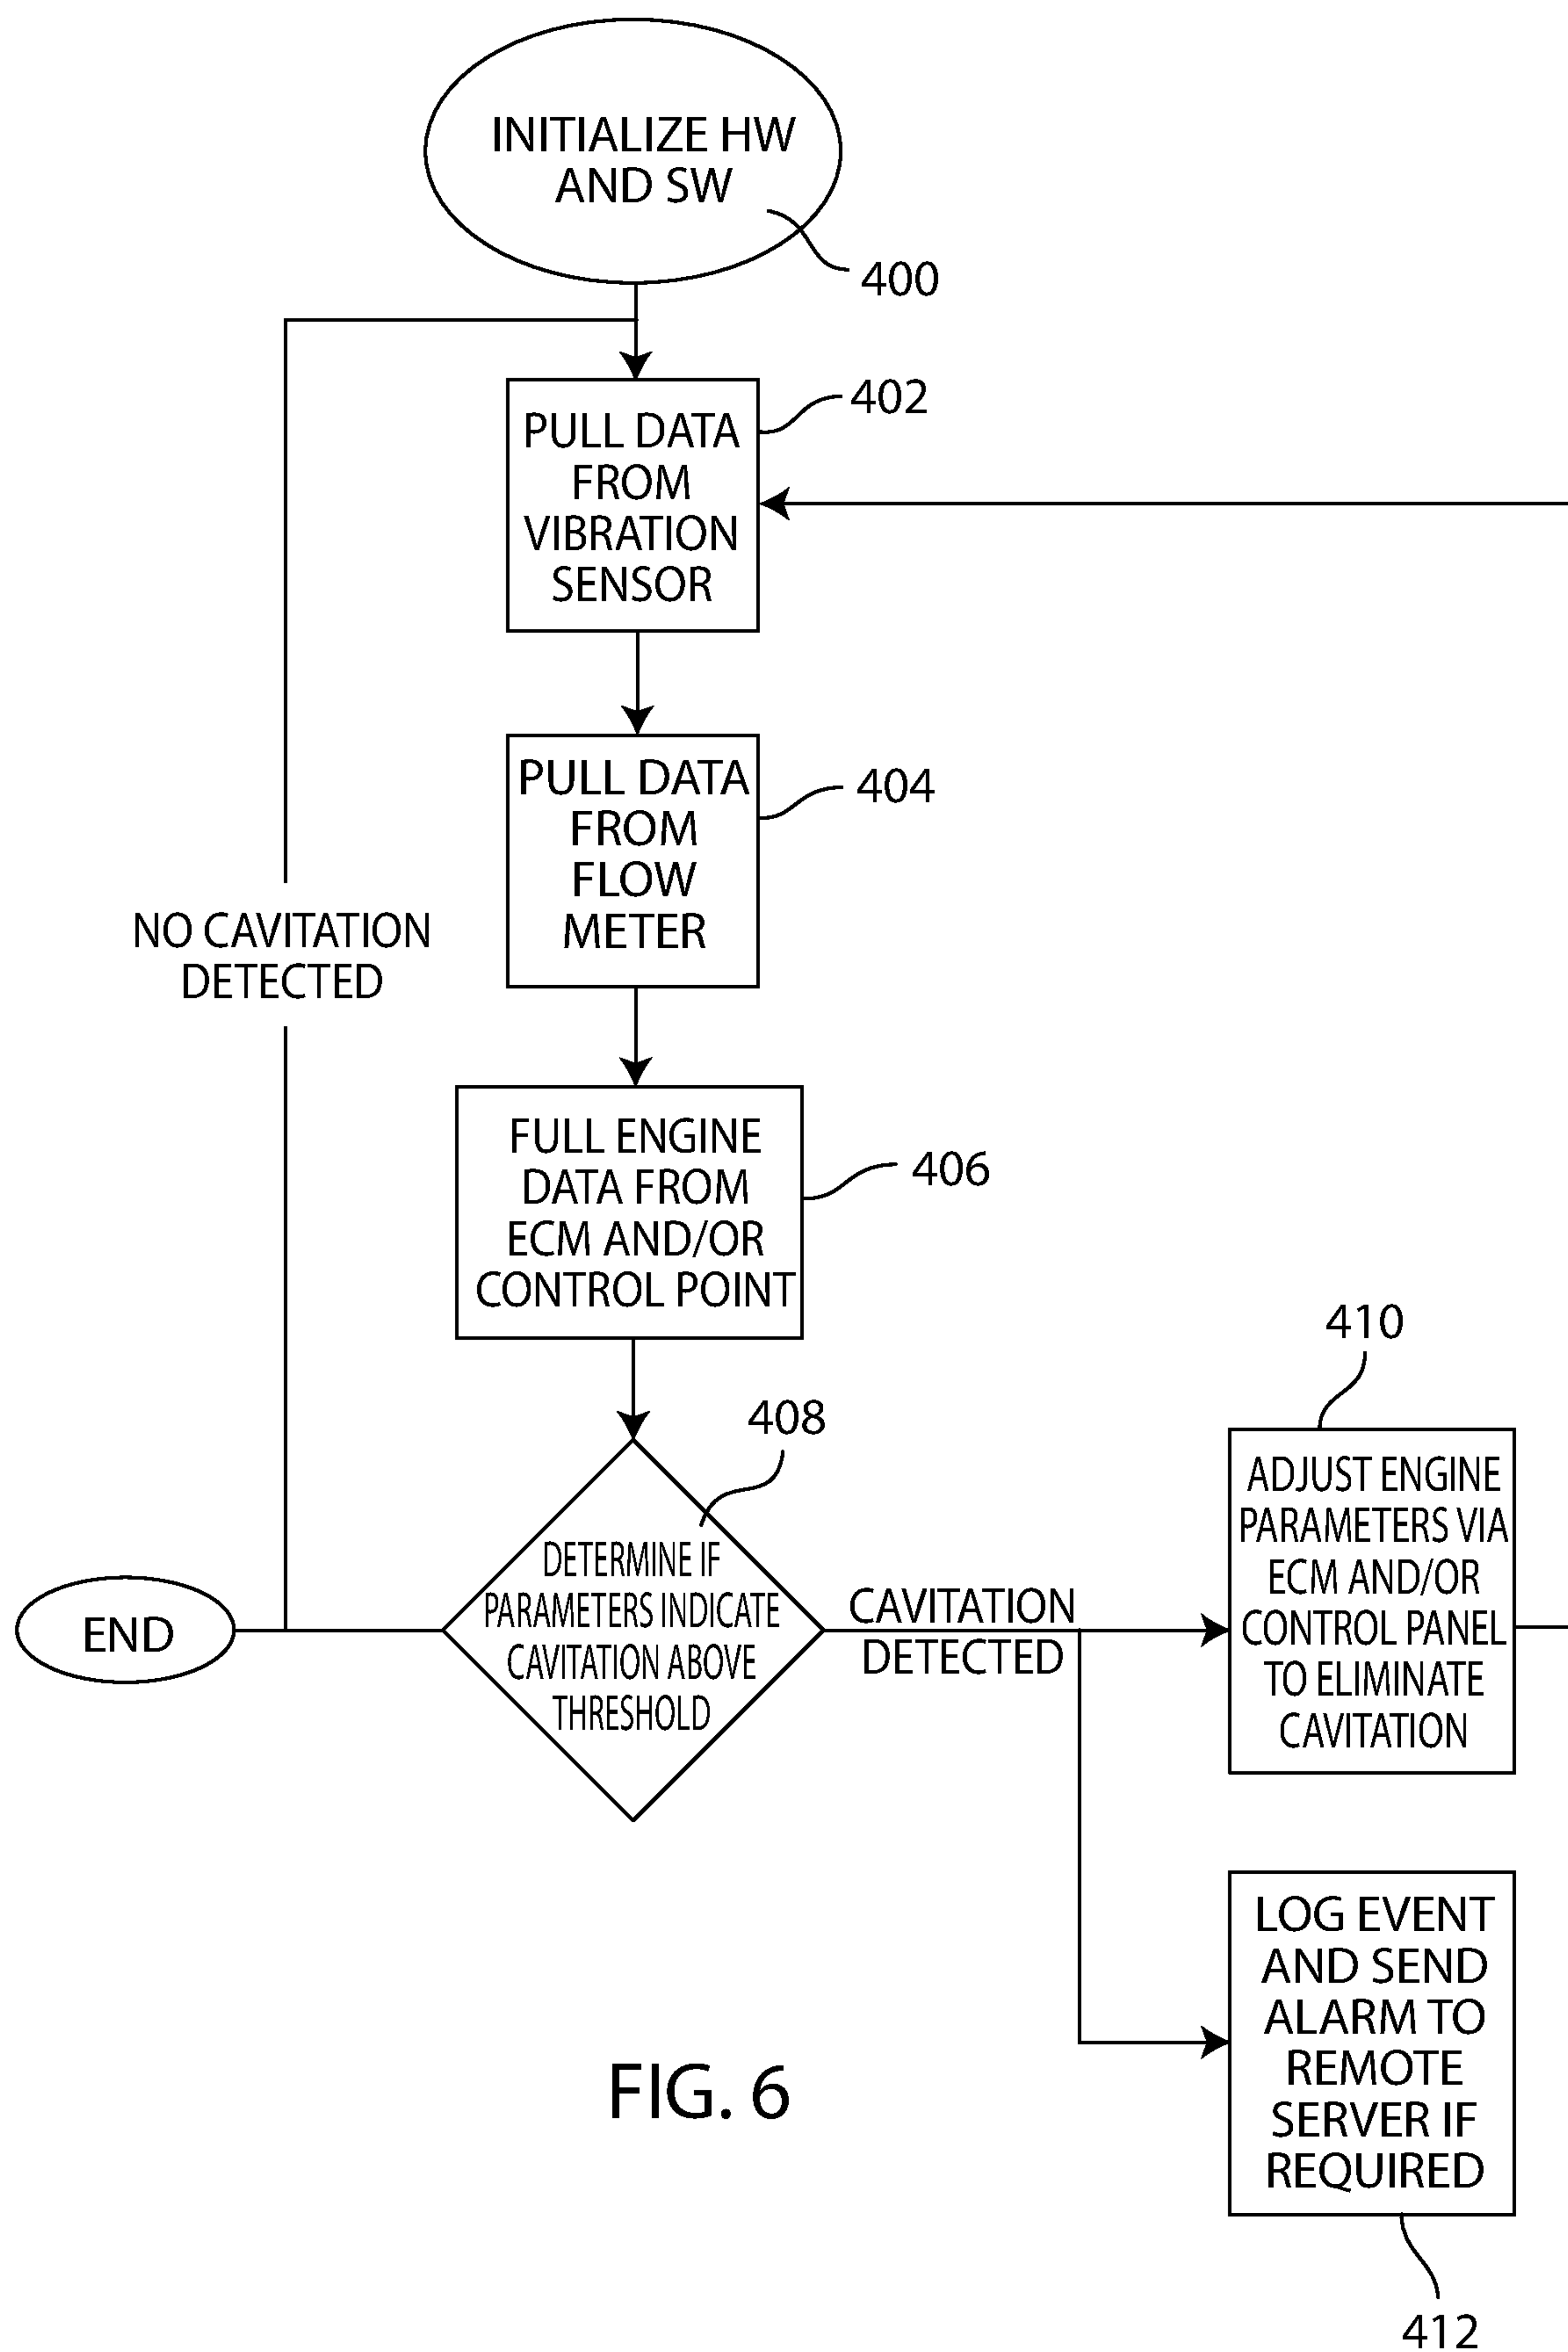 INITIALIZE HW
AND SW
400
402
PULL DATA
FROM
VIBRATION
SENSOR
PULL DATA
FROM
FLOW
METER
404
NO CAVITATION
DETECTED
FULL ENGINE
DATA FROM
ECM AND/OR
CONTROL POINT
406
408
DETERMINE IF
PARAMETERS INDICATE
CAVITATION ABOVE
THRESHOLD
END
CAVITATION
DETECTED
410
ADJUST ENGINE
PARAMETERS VIA
ECM AND/OR
CONTROL PANEL
TO ELIMINATE
CAVITATION
LOG EVENT
AND SEND
ALARM TO
REMOTE
SERVER IF
REQUIRED
412
FIG. 6